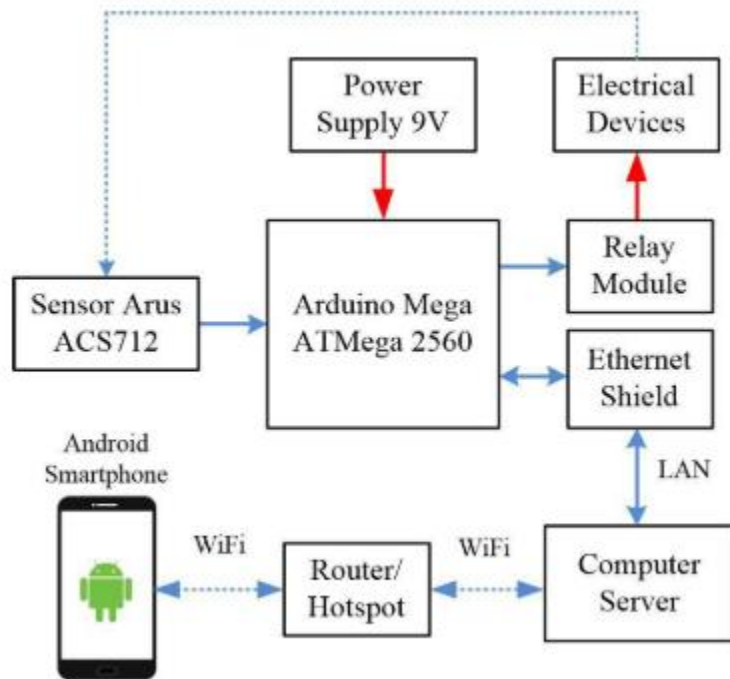 Power
Supply 9V
Electrical
Devices
Sensor Arus
ACS712
Arduino Mega
ATMega 2560
Relay
Module
Ethernet
Shield
Android
Smartphone
LAN
WiFi
WiFi
Router/
Hotspot
Computer
Server